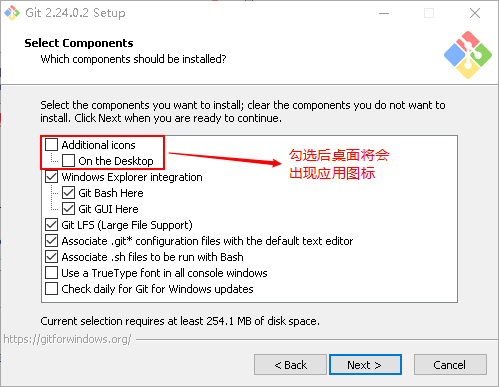 Git 2.24.0.2 Setup
Select Components
Which components should be installed?
Select the components you want to install; clear the components you do not want to
install. Click Next when you are ready to continue.
Additional icons
On the Desktop
勾选后桌面将会
出现应用图标
Windows Explorer integration
Git Bash Here
Git GUI Here
Git LFS (Large File Support)
Associate .git* configuration files with the default text editor
Associate .sh files to be run with Bash
Use a TrueType font in all console windows
Check daily for Git for Windows updates
Current selection requires at least 254.1 MB of disk space.
https://gitforwindows.org/
< Back
Next >
Cancel